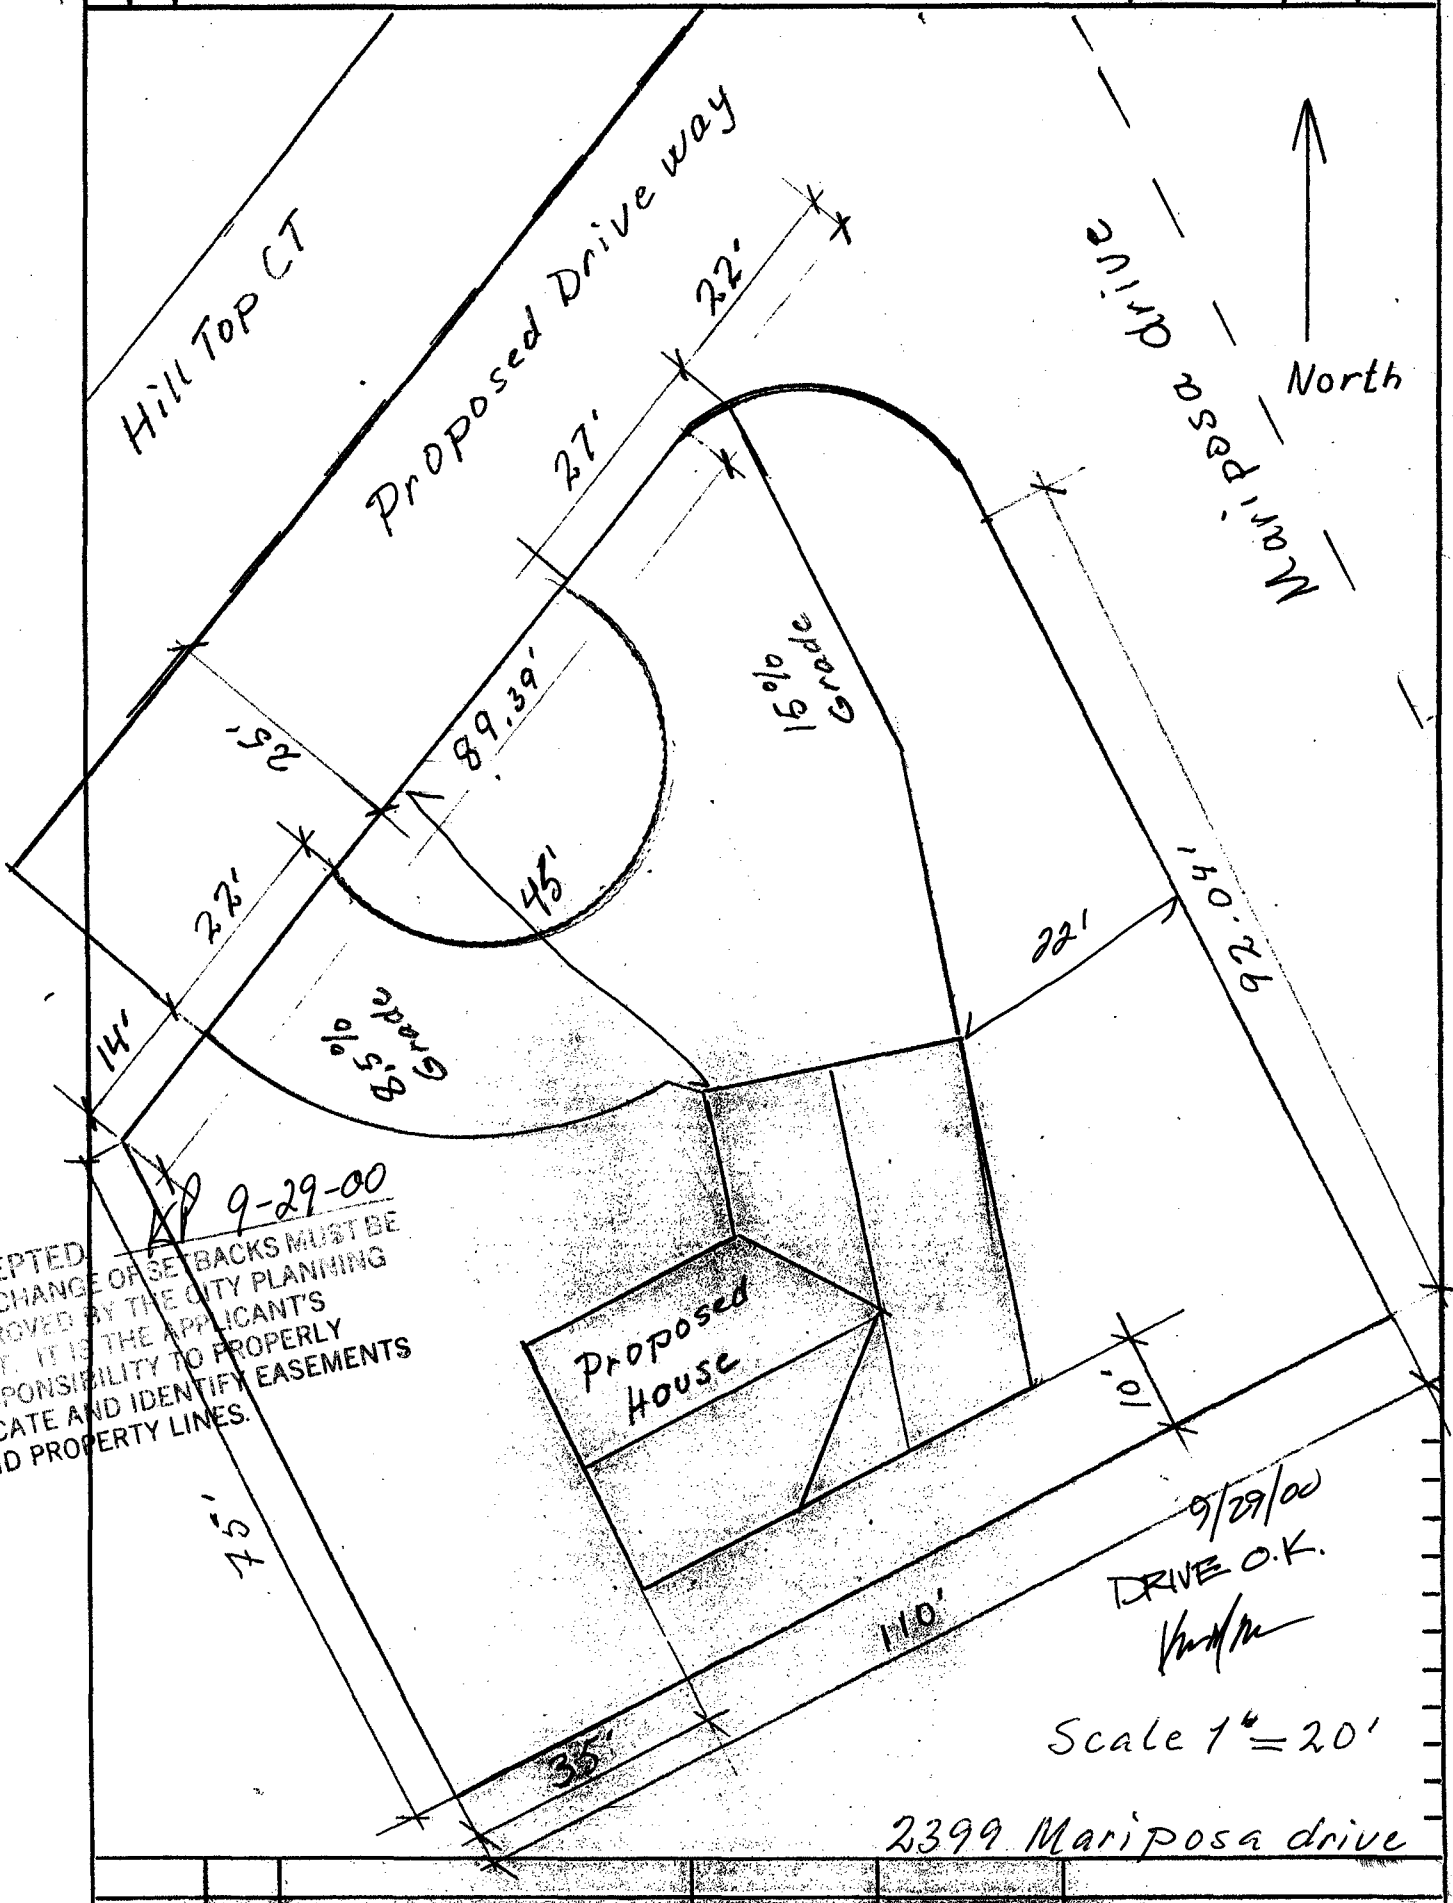 Hill Top CT
Proposed Drive way
Mariposa drive
North
22'
27'
89.39'
25'
22'
14'
45'
15%
Grade
8.5%
Grade
22'
92.04'
9-29-00
EPTED
CHANGE OF SETBACKS MUST BE
ROVED BY THE CITY PLANNING
T. IT IS THE APPLICANT'S
PONSIBILITY TO PROPERLY
CATE AND IDENTIFY EASEMENTS
ND PROPERTY LINES.
Proposed
House
10'
75'
110'
35'
9/29/00
DRIVE O.K.
Scale 1" = 20'
2399 Mariposa drive